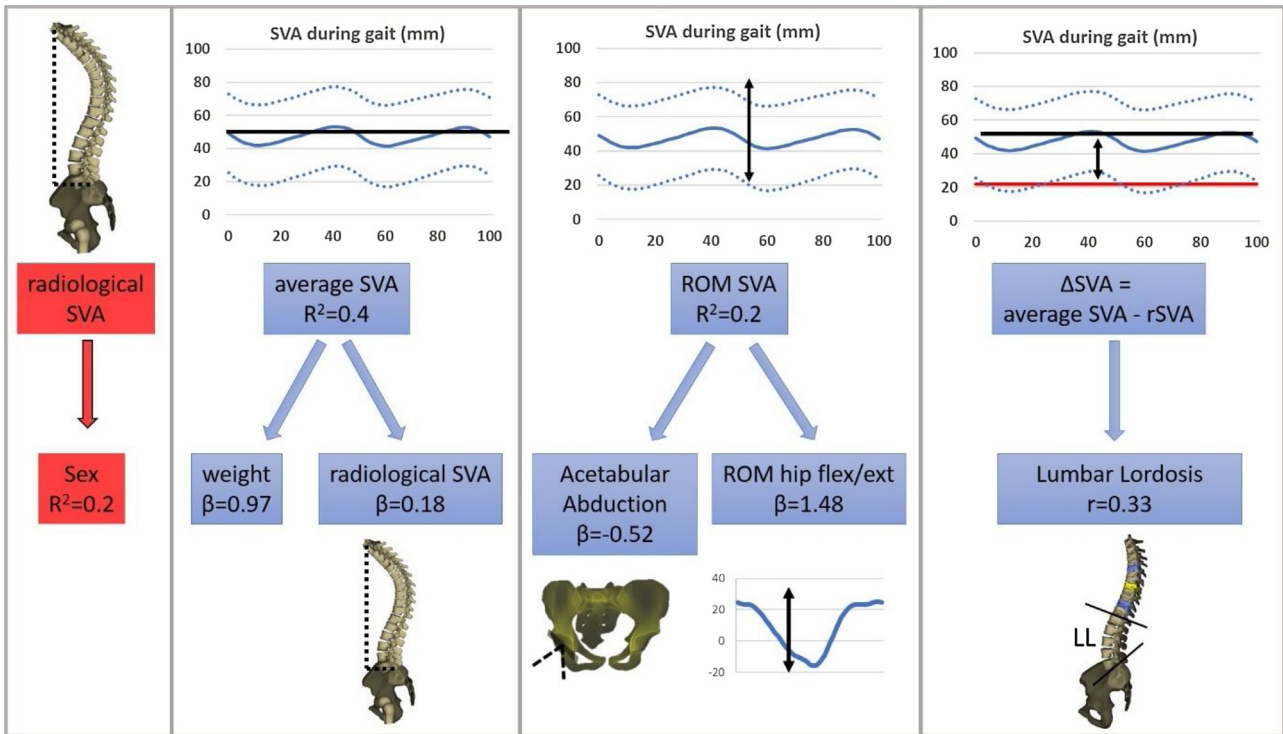 radiological
SVA
Sex
R²=0.2
SVA during gait (mm)
100
80
60
40
20
0
0 20 40 60 80 100
average SVA
R²=0.4
weight
β=0.97
radiological SVA
β=0.18
SVA during gait (mm)
100
80
60
40
20
0
0 20 40 60 80 100
ROM SVA
R²=0.2
Acetabular
Abduction
β=-0.52
ROM hip flex/ext
β=1.48
40
20
0
-20
SVA during gait (mm)
100
80
60
40
20
0
0 20 40 60 80 100
ΔSVA =
average SVA - rSVA
Lumbar Lordosis
r=0.33
LL